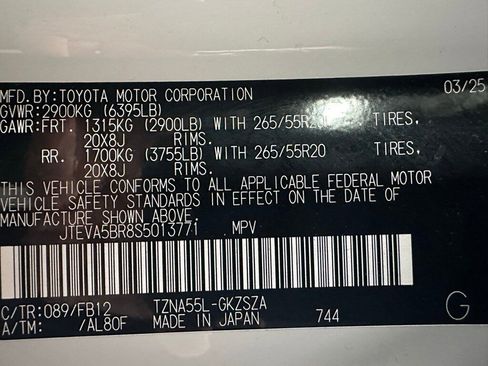 MFD.BY:TOYOTA MOTOR CORPORATION 03/25
GVWR:2900KG (6395LB)
GAWR:FRT. 1315KG (2900LB) WITH 265/55R20 TIRES.
20X8J RIMS.
RR. 1700KG (3755LB) WITH 265/55R20 TIRES.
20X8J RIMS.
THIS VEHICLE CONFORMS TO ALL APPLICABLE FEDERAL MOTOR
VEHICLE SAFETY STANDARDS IN EFFECT ON THE DATE OF
MANUFACTURE SHOWN ABOVE.
JTEVA5BR8S5013771 MPV
C/TR:089/FB12 TZNA55L-GKZSZA
A/TM: /AL80F MADE IN JAPAN 744 G